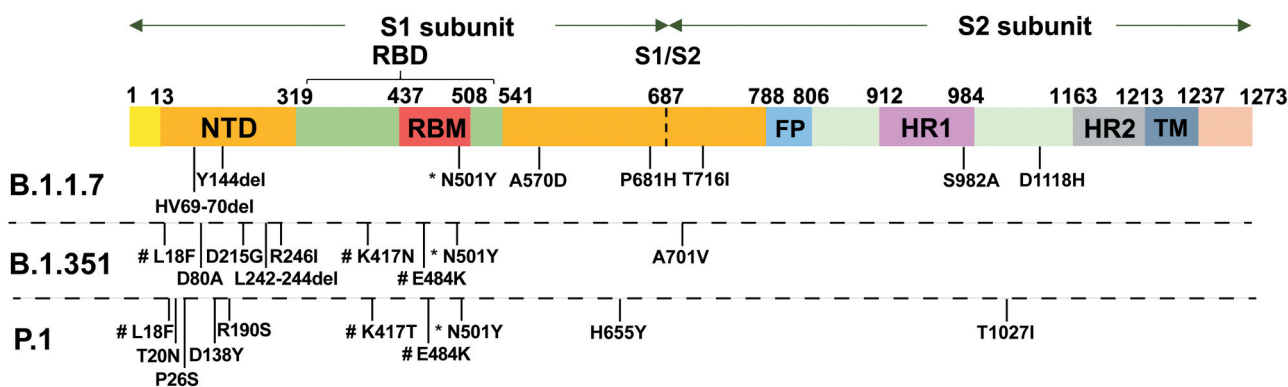 S1 subunit S2 subunit
RBD S1/S2
1 13 319 437 508 541 687 788 806 912 984 1163 1213 1237 1273
NTD RBM FP HR1 HR2 TM
B.1.1.7
Y144del * N501Y A570D P681H T716I S982A D1118H
HV69-70del
B.1.351
# L18F D215G R246I # K417N * N501Y A701V
D80A L242-244del # E484K
P.1
# L18F R190S # K417T * N501Y H655Y T1027I
T20N D138Y # E484K
P26S